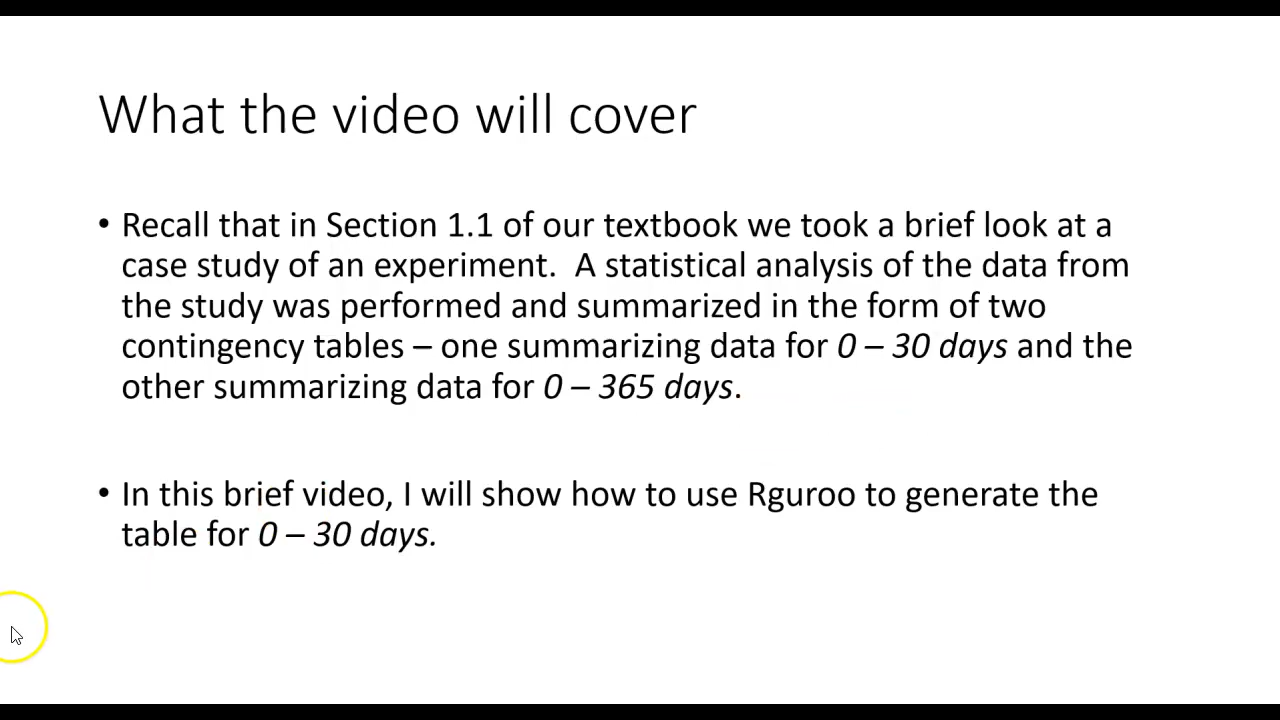 What the video will cover
• Recall that in Section 1.1 of our textbook we took a brief look at a
case study of an experiment.  A statistical analysis of the data from
the study was performed and summarized in the form of two
contingency tables – one summarizing data for 0 – 30 days and the
other summarizing data for 0 – 365 days.
• In this brief video, I will show how to use Rguroo to generate the
table for 0 – 30 days.